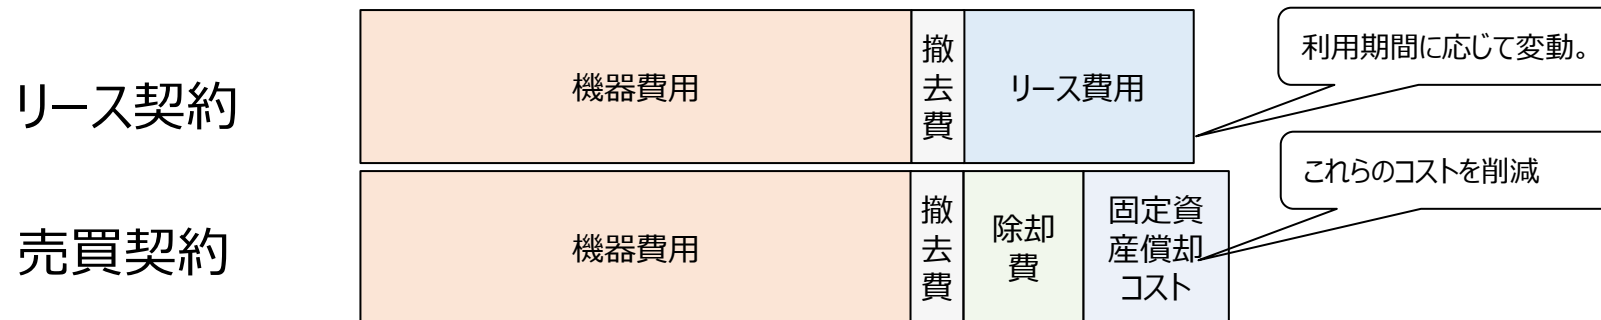 リース契約
機器費用
撤
去
費
リース費用
利用期間に応じて変動。
売買契約
機器費用
撤
去
費
除却
費
固定資
産償却
コスト
これらのコストを削減